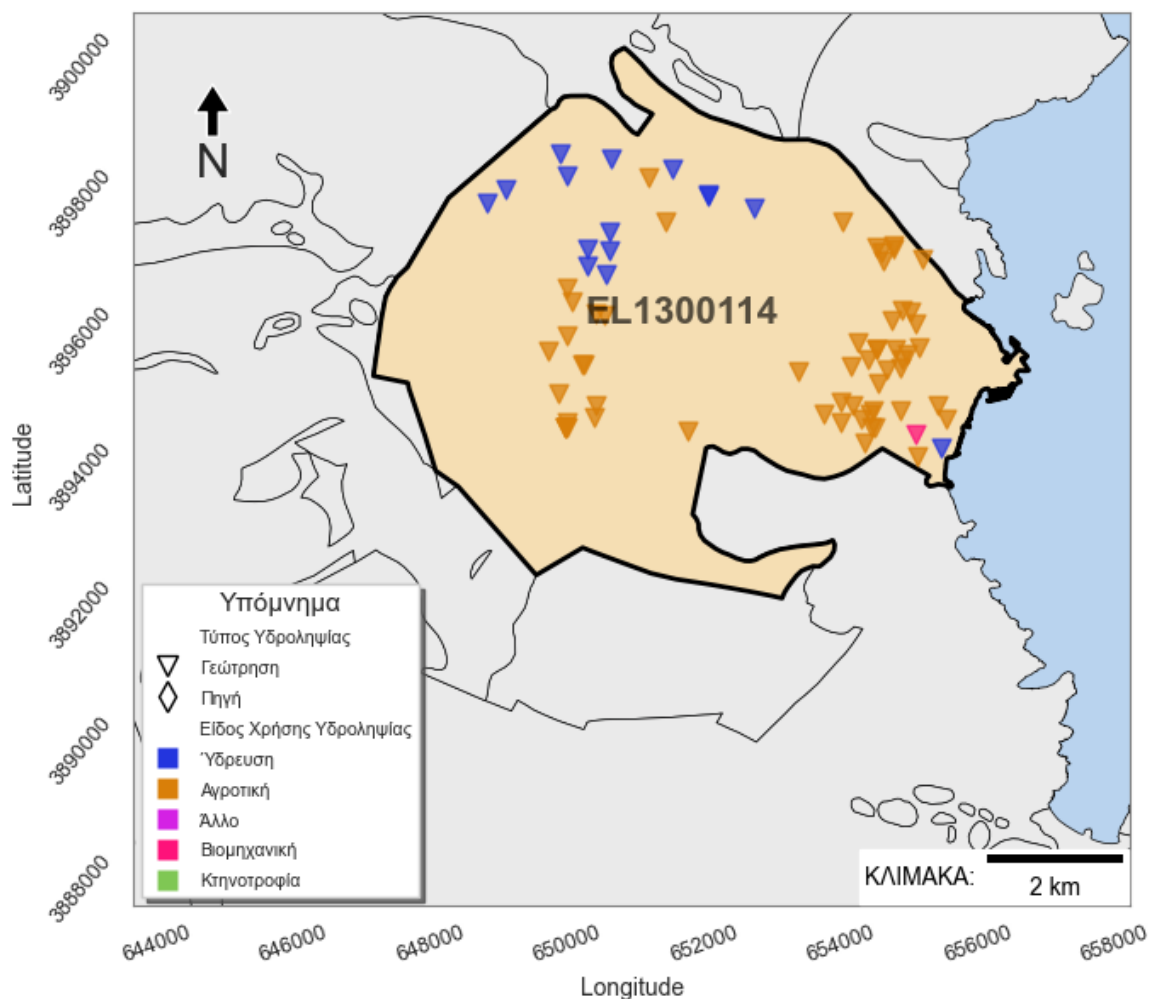 3900000
3898000
3896000
3894000
3892000
3890000
3888000
Latitude
N
EL1300114
Υπόμνημα
Τύπος Υδροληψίας
Γεώτρηση
Πηγή
Είδος Χρήσης Υδροληψίας
Ύδρευση
Αγροτική
Άλλο
Βιομηχανική
Κτηνοτροφία
ΚΛΙΜΑΚΑ:
2 km
644000 646000 648000 650000 652000 654000 656000 658000
Longitude